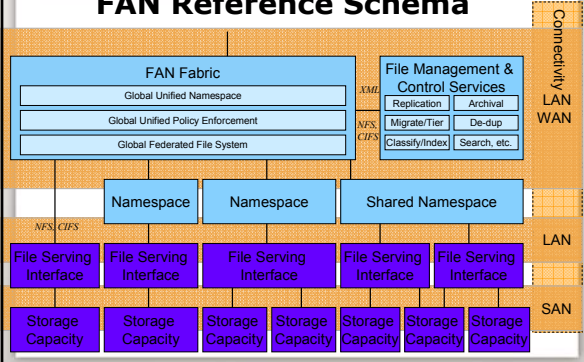 FAN Reference Schema
Connectivity
FAN Fabric
Global Unified Namespace
Global Unified Policy Enforcement
Global Federated File System
XML
NFS,
CIFS
File Management &
Control Services
Replication
Archival
Migrate/Tier
De-dup
Classify/Index
Search, etc.
LAN
WAN
Namespace
Namespace
Shared Namespace
NFS, CIFS
LAN
File Serving
Interface
File Serving
Interface
File Serving
Interface
File Serving
Interface
File Serving
Interface
SAN
Storage
Capacity
Storage
Capacity
Storage
Capacity
Storage
Capacity
Storage
Capacity
Storage
Capacity
Storage
Capacity